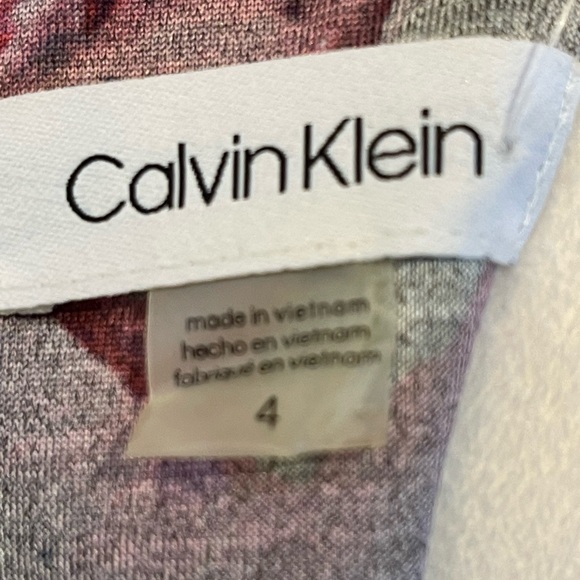 Calvin Klein
made in vietnam
hecho en vietnam
fabriqué en vietnam
4